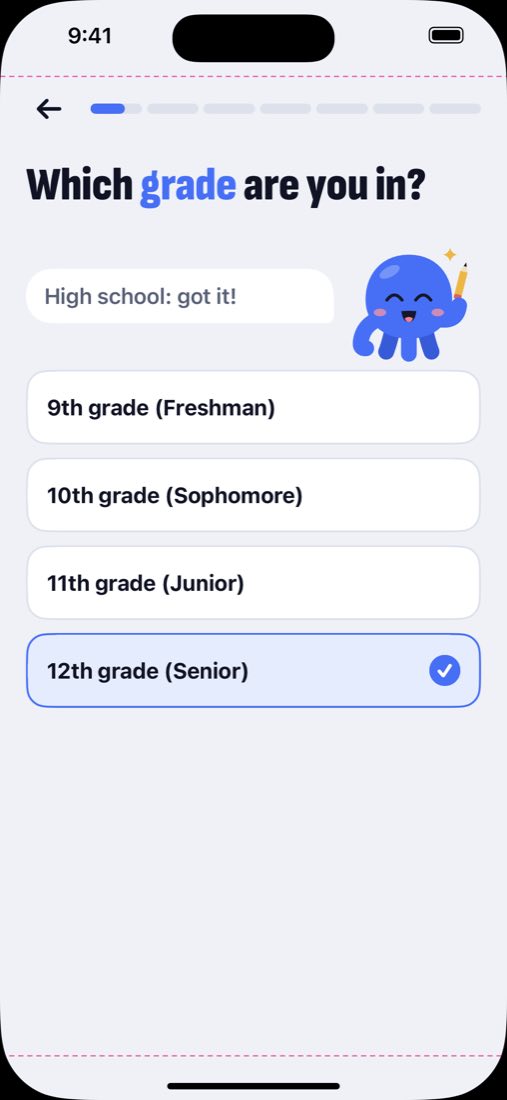 9:41
Which grade are you in?
High school: got it!
9th grade (Freshman)
10th grade (Sophomore)
11th grade (Junior)
12th grade (Senior)